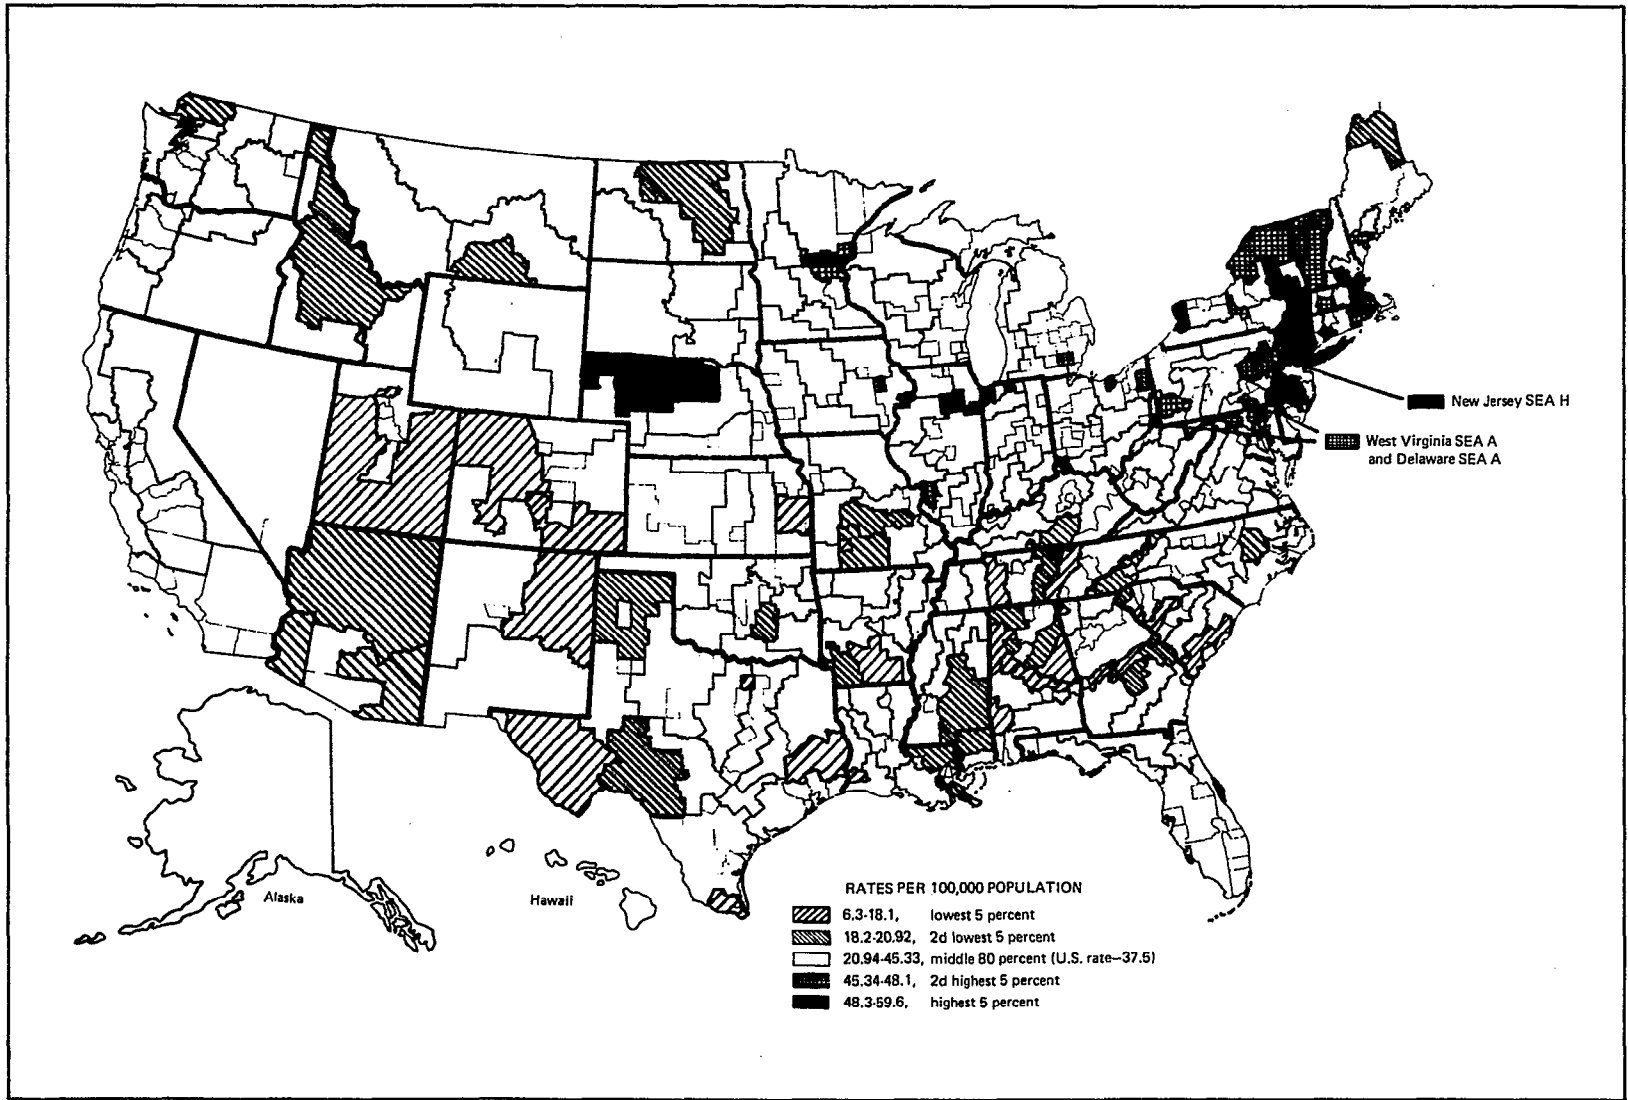 New Jersey SEA H
West Virginia SEA A
and Delaware SEA A
Alaska
Hawaii
RATES PER 100,000 POPULATION
6.3-18.1, lowest 5 percent
18.2-20.92, 2d lowest 5 percent
20.94-45.33, middle 80 percent (U.S. rate—37.5)
45.34-48.1, 2d highest 5 percent
48.3-59.6, highest 5 percent